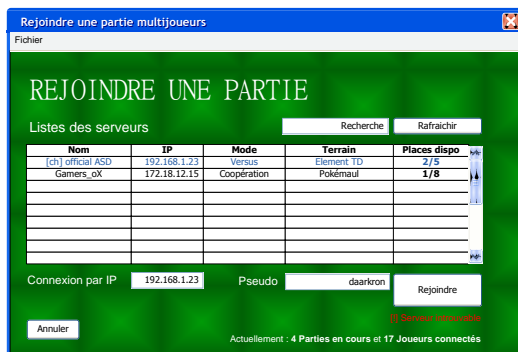 Rejoindre une partie multijoueurs
Fichier
REJOINDRE UNE PARTIE
Listes des serveurs Recherche Rafraichir
Nom IP Mode Terrain Places dispo
[ch] official ASD 192.168.1.23 Versus Element TD 2/5
Gamers_oX 172.18.12.15 Coopération Pokémaul 1/8
Connexion par IP 192.168.1.23 Pseudo daarkron Rejoindre
[!] Serveur introuvable
Annuler
Actuellement : 4 Parties en cours et 17 Joueurs connectés